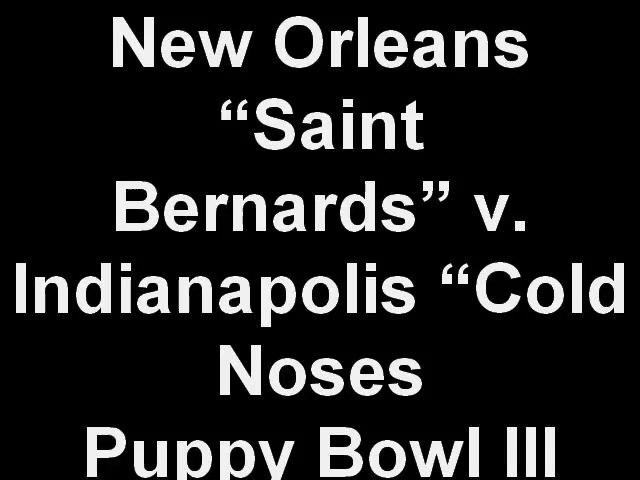 New Orleans
“Saint
Bernards” v.
Indianapolis “Cold
Noses
Puppy Bowl III